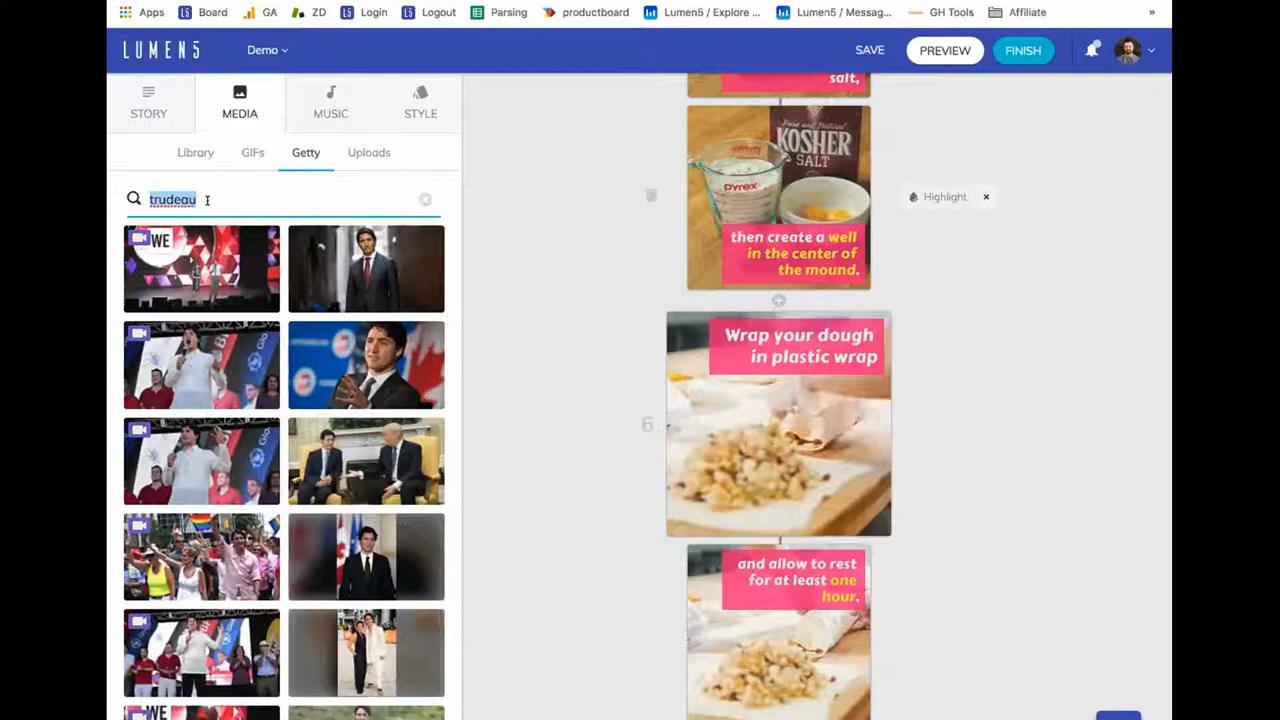 Apps
Board
GA
ZD
Login
Logout
Parsing
productboard
Lumen5 / Explore ...
Lumen5 / Messag...
GH Tools
Affiliate
»
LUMEN5
Demo
SAVE
PREVIEW
FINISH
STORY
MEDIA
MUSIC
STYLE
Library
GIFs
Getty
Uploads
trudeau
WE
salt,
Pure and Natural
KOSHER
SALT
PYREX
then create a well
in the center of
the mound.
Highlight
Wrap your dough
in plastic wrap
6
and allow to rest
for at least one
hour.